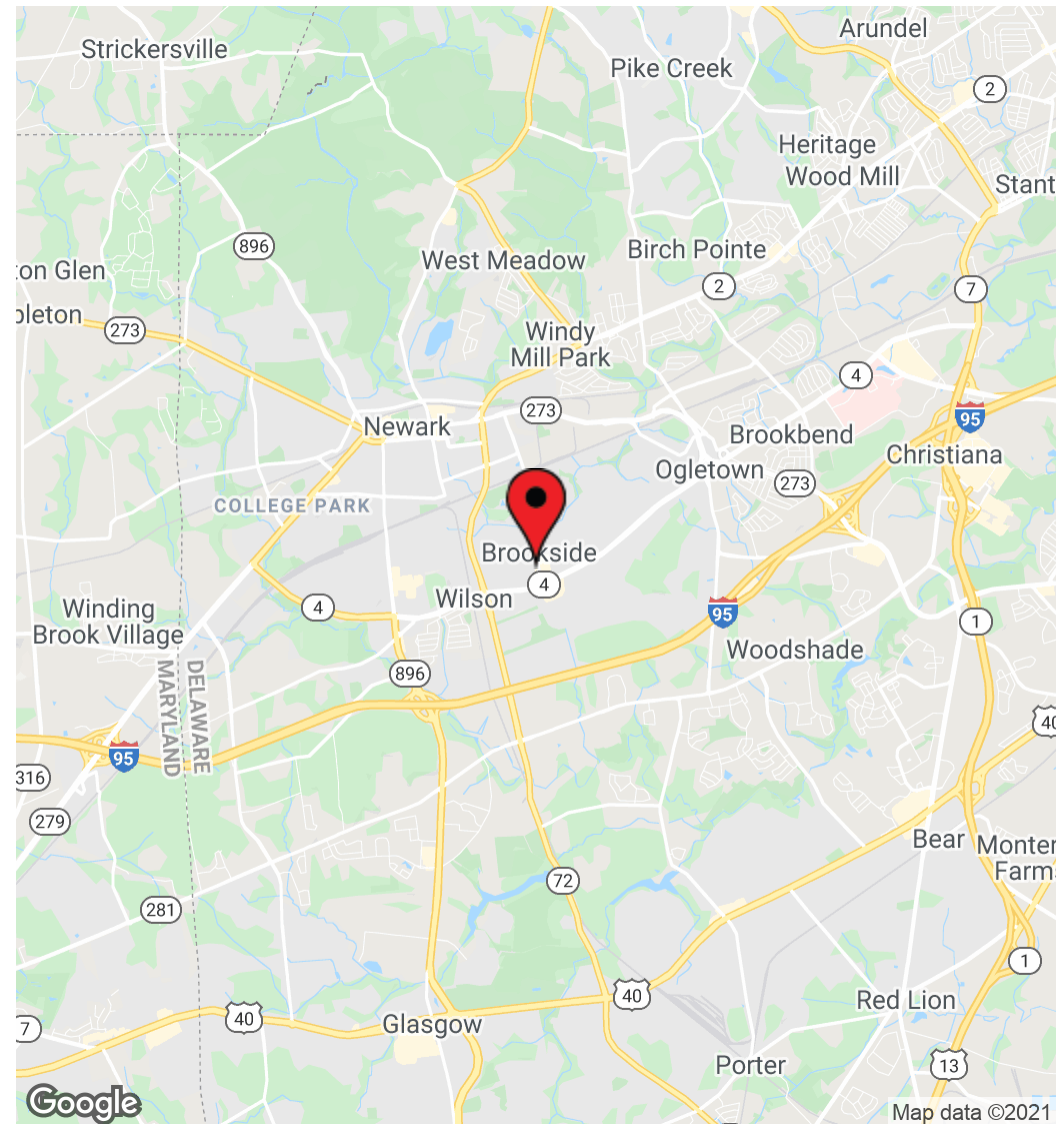 Arundel
Strickersville
Pike Creek
2
Heritage
Wood Mill
Stant
896
Birch Pointe
West Meadow
ton Glen
2
7
pleton
273
Windy
Mill Park
4
273
95
Newark
Brookbend
Christiana
Ogletown
273
COLLEGE PARK
Brookside
4
Wilson
4
Winding
Brook Village
95
1
Woodshade
896
DELAWARE
MARYLAND
40
95
316
279
Bear
Monter
Farms
72
281
1
40
Red Lion
40
7
Glasgow
Porter
13
Google
Map data ©2021